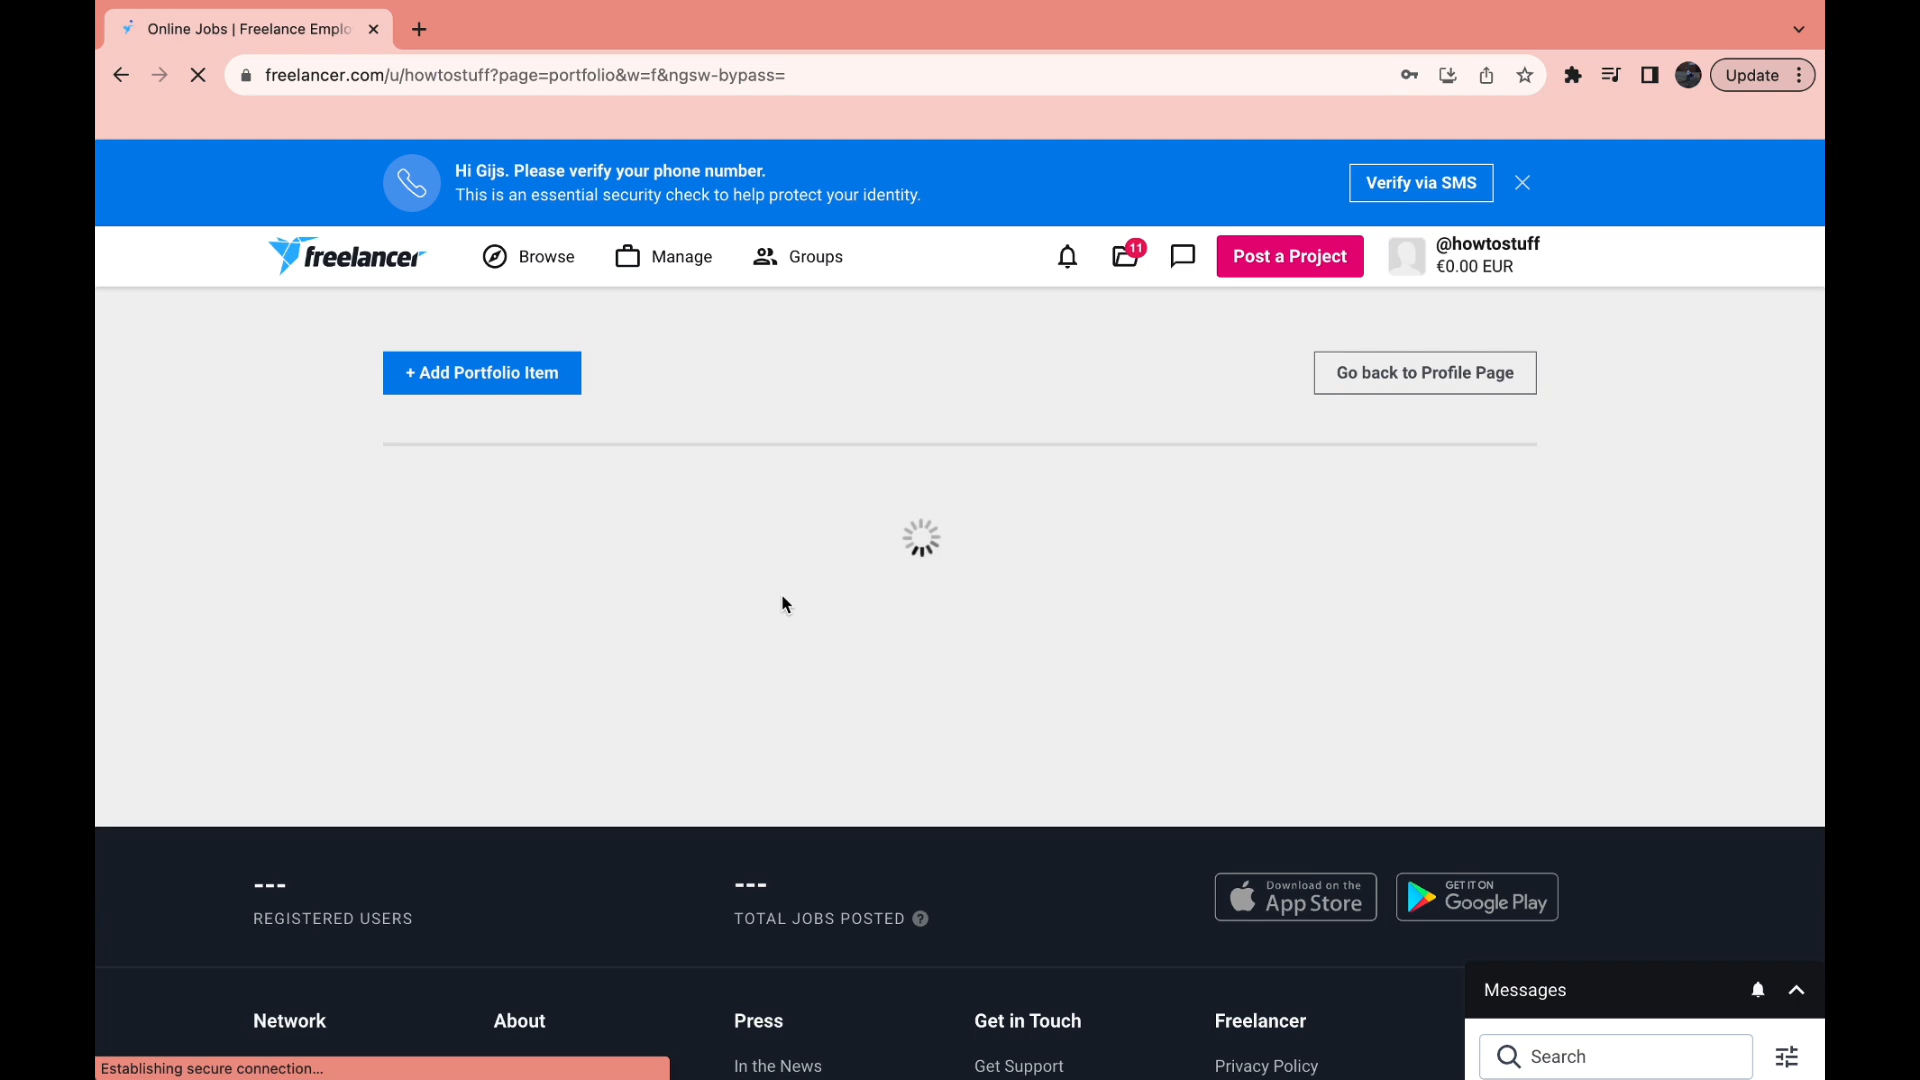 Online Jobs | Freelance Emplo
freelancer.com/u/howtostuff?page=portfolio&w=f&ngsw-bypass=
Update
Hi Gijs. Please verify your phone number.
This is an essential security check to help protect your identity.
Verify via SMS
freelancer
Browse
Manage
Groups
11
Post a Project
@howtostuff
€0.00 EUR
+ Add Portfolio Item
Go back to Profile Page
---
REGISTERED USERS
---
TOTAL JOBS POSTED ?
Download on the
App Store
GET IT ON
Google Play
Messages
Network
About
Press
Get in Touch
Freelancer
Search
Establishing secure connection...
In the News
Get Support
Privacy Policy